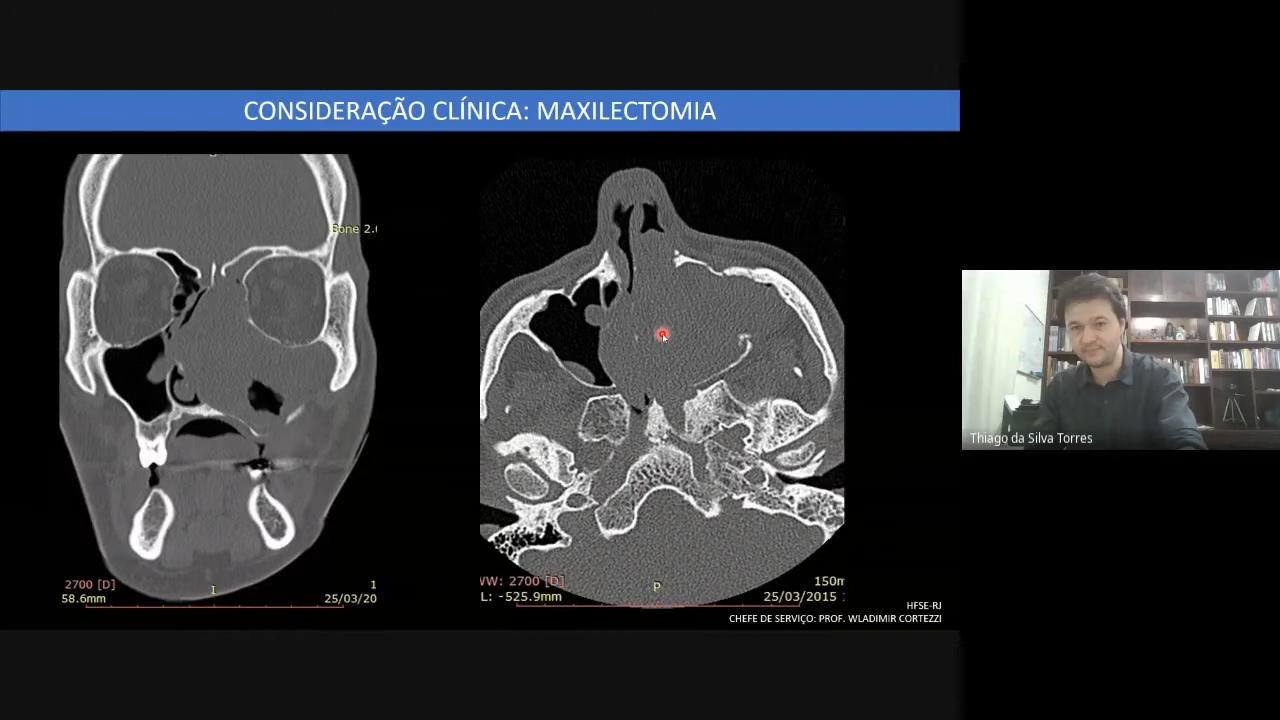 CONSIDERAÇÃO CLÍNICA: MAXILECTOMIA
Bone 2.
2700 [D]
58.6mm
I
1
25/03/20
WW: 2700 [D]
L: -525.9mm
P
150m
25/03/2015
HFSE-RJ
CHEFE DE SERVIÇO: PROF. WLADIMIR CORTEZZI
Thiago da Silva Torres